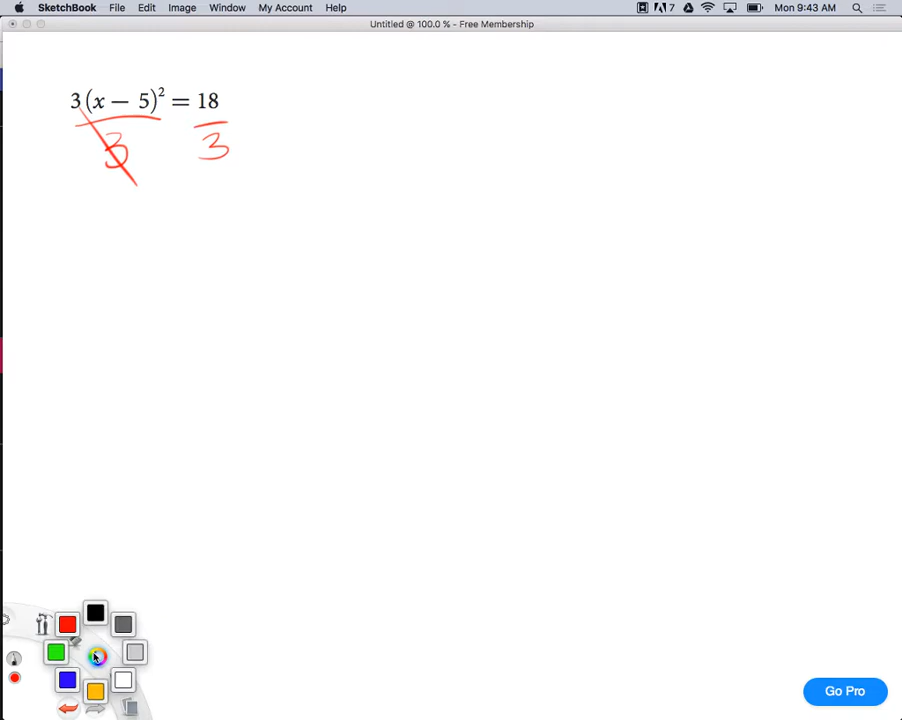 SketchBook File Edit Image Window My Account Help 7 Mon 9:43 AM
Untitled @ 100.0 % - Free Membership
3(x − 5)² = 18
3 3
Go Pro